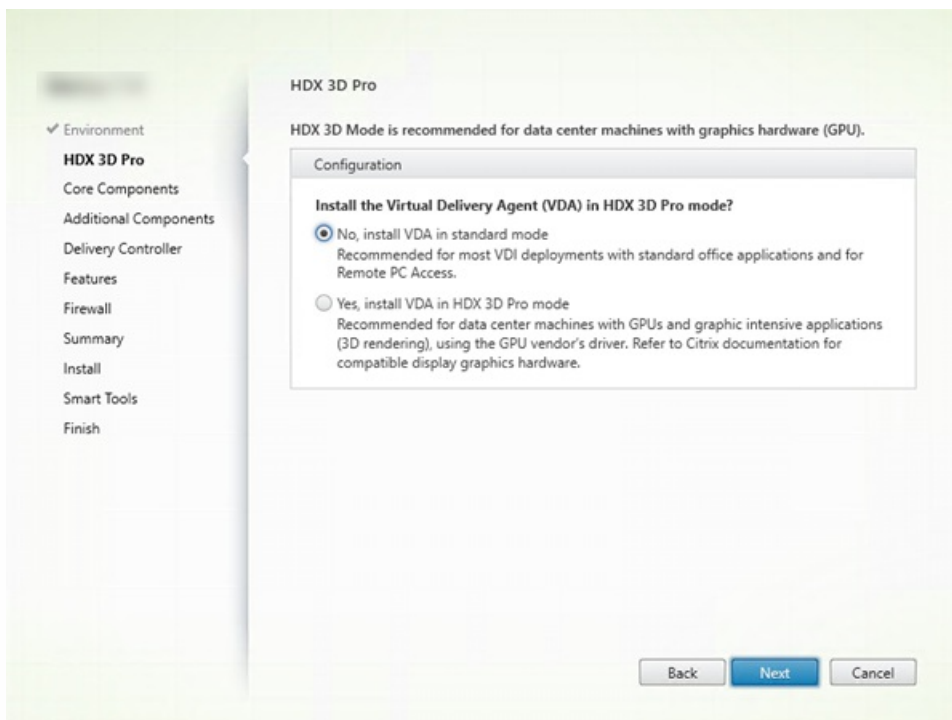 HDX 3D Pro
HDX 3D Mode is recommended for data center machines with graphics hardware (GPU).
Environment
HDX 3D Pro
Core Components
Additional Components
Delivery Controller
Features
Firewall
Summary
Install
Smart Tools
Finish
Configuration
Install the Virtual Delivery Agent (VDA) in HDX 3D Pro mode?
No, install VDA in standard mode
Recommended for most VDI deployments with standard office applications and for
Remote PC Access.
Yes, install VDA in HDX 3D Pro mode
Recommended for data center machines with GPUs and graphic intensive applications
(3D rendering), using the GPU vendor's driver. Refer to Citrix documentation for
compatible display graphics hardware.
Back
Next
Cancel